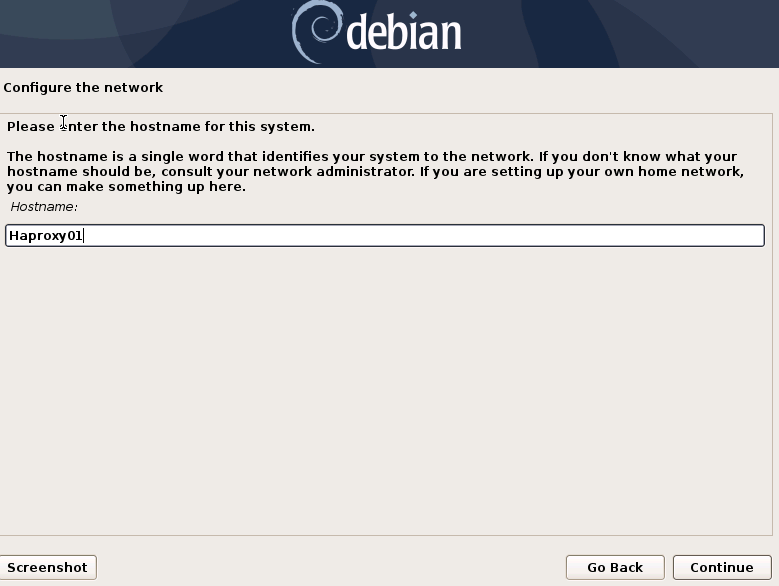 debian
Configure the network
Please enter the hostname for this system.
The hostname is a single word that identifies your system to the network. If you don't know what your
hostname should be, consult your network administrator. If you are setting up your own home network,
you can make something up here.
Hostname:
Haproxy01
Screenshot
Go Back
Continue